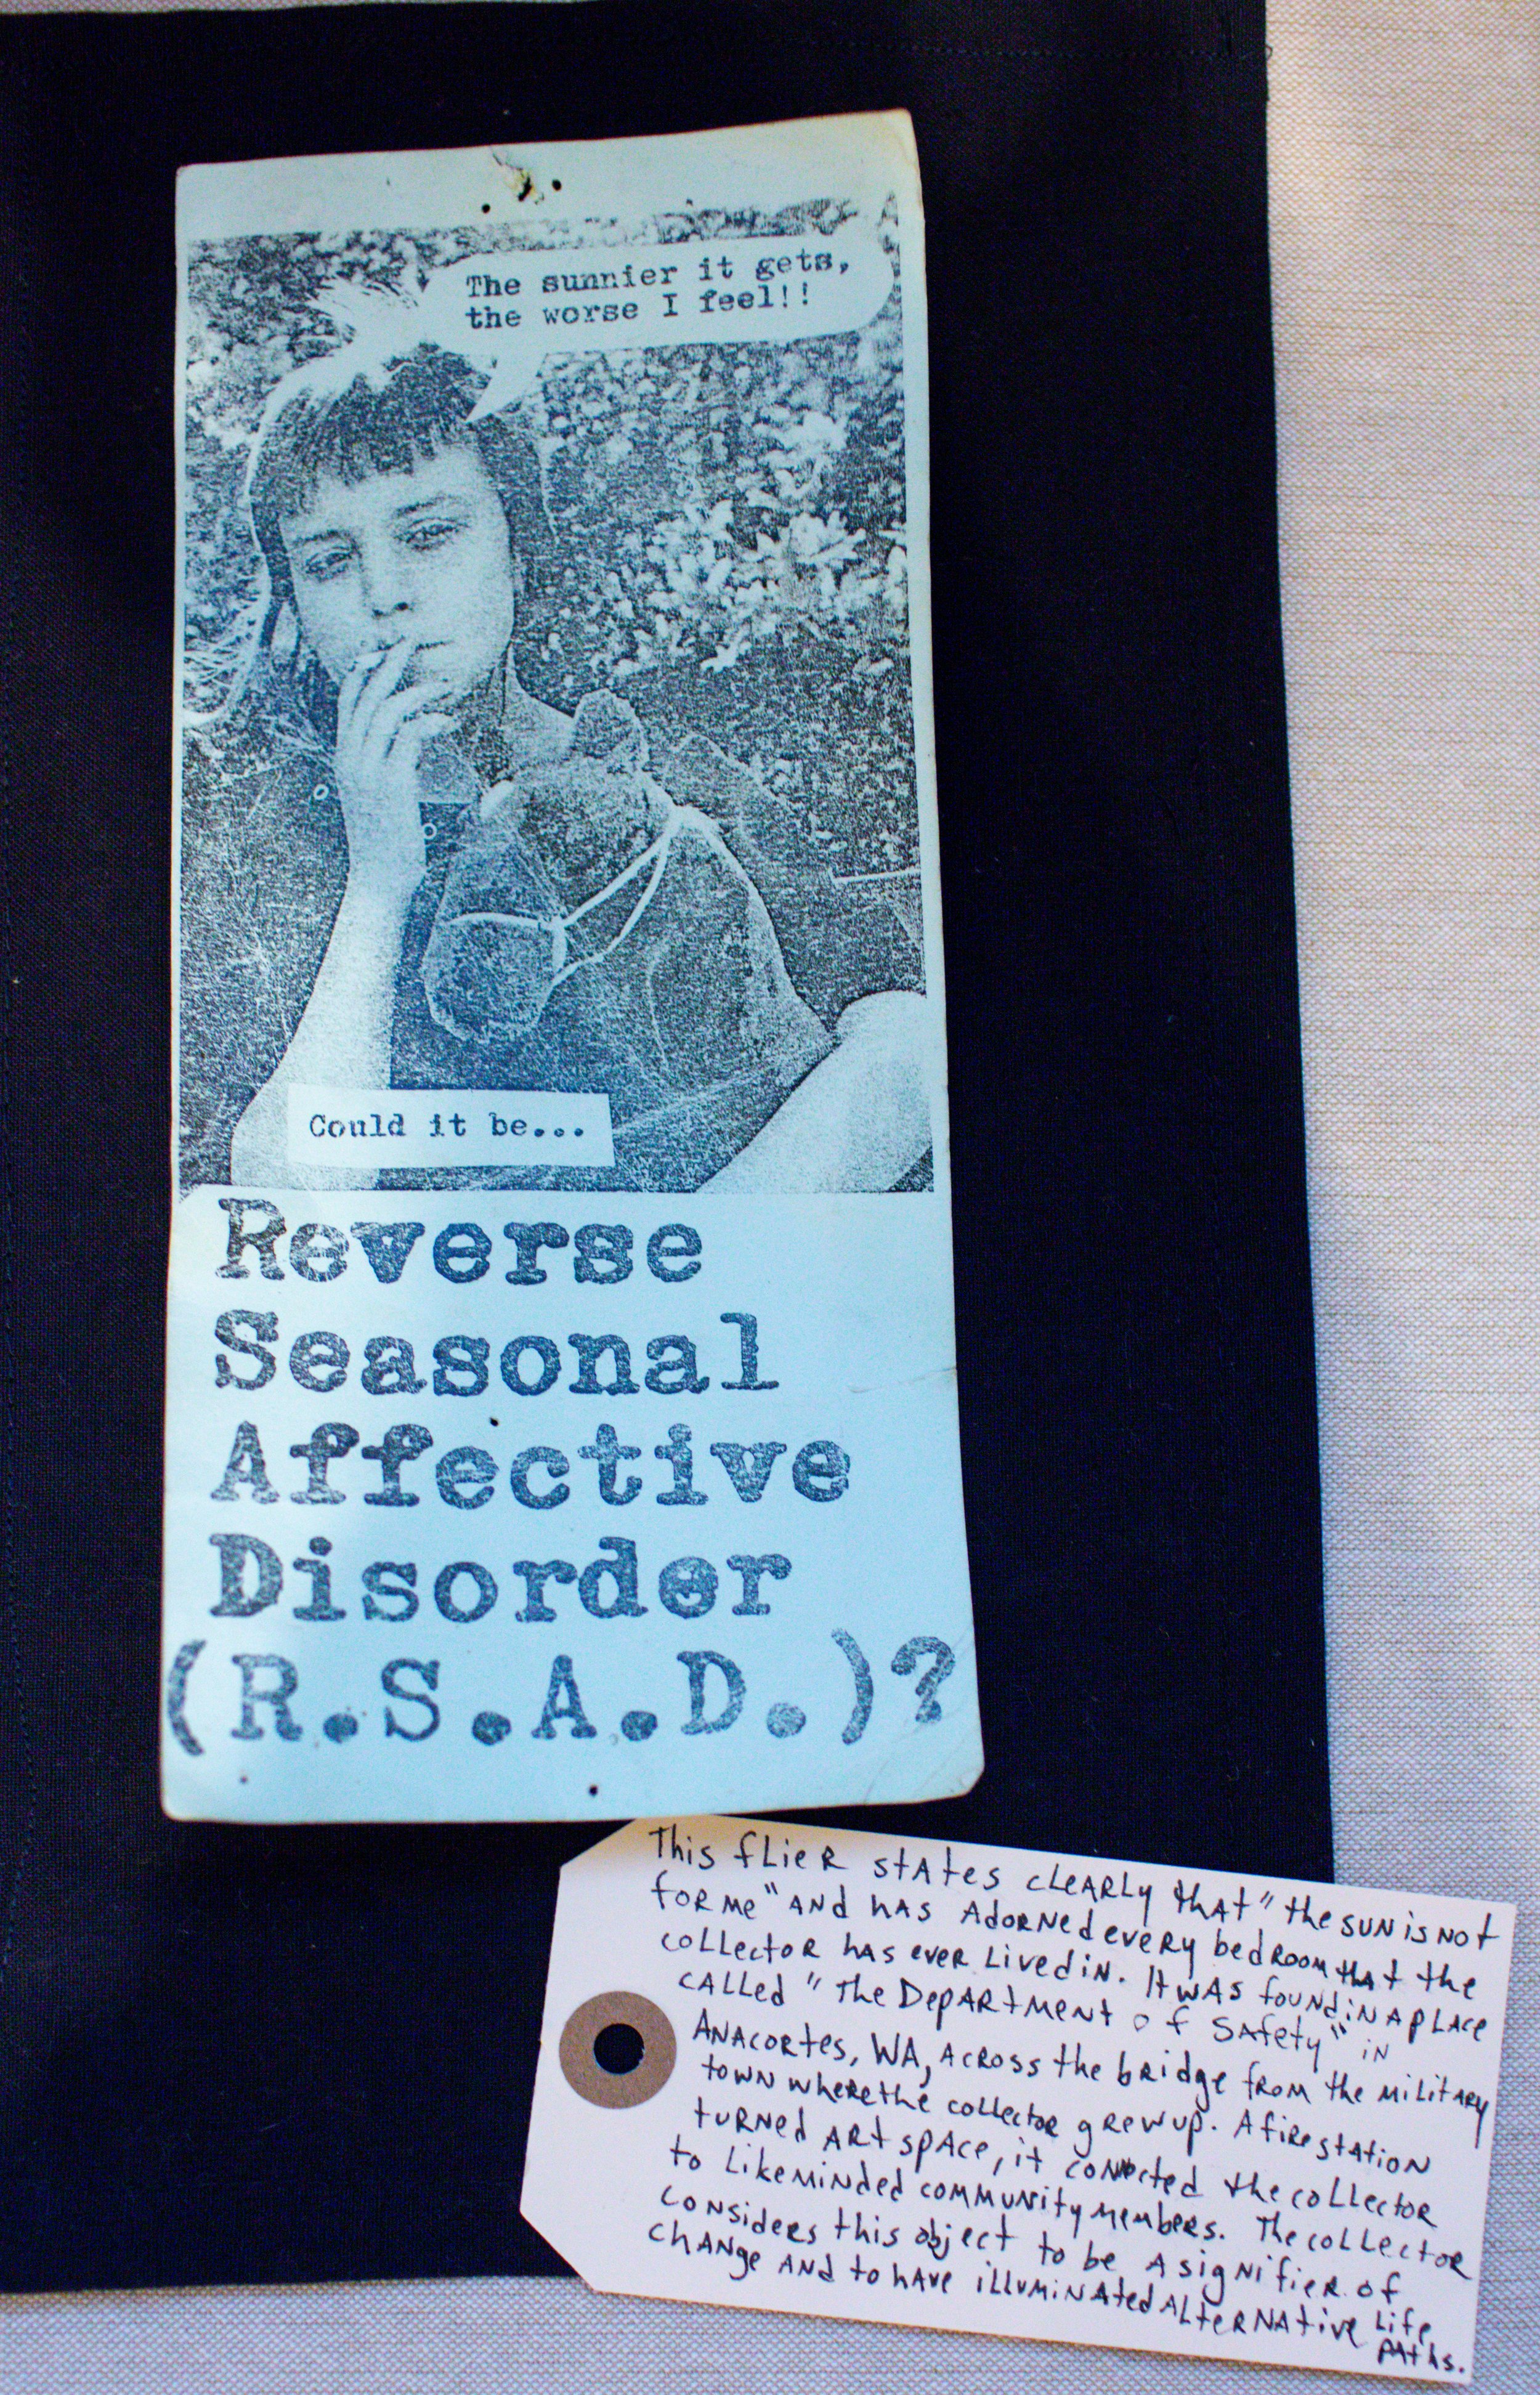 The sunnier it gets,
the worse I feel!!
Could it be...
Reverse
Seasonal
Affective
Disorder
(R.S.A.D.)?
This flier states clearly that "the sun is not
for me" and has adorned every bedroom that the
collector has ever lived in. It was found in a place
called "The Department of Safety" in
Anacortes, WA, across the bridge from the military
town where the collector grew up. A fire station
turned art space, it connected the collector
to likeminded community members. The collector
considers this object to be a signifier of
change and to have illuminated alternative life
paths.